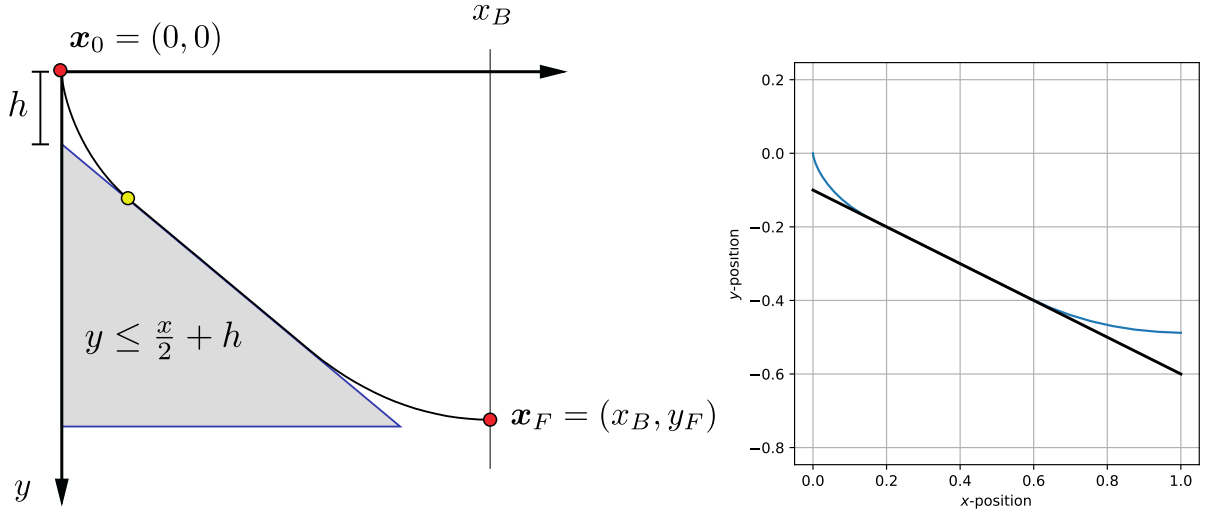 x_B
𝒙₀ = (0, 0)
h
y ≤ x/2 + h
𝒙_F = (x_B, y_F)
y
0.2
0.0
−0.2
−0.4
−0.6
−0.8
y-position
0.0 0.2 0.4 0.6 0.8 1.0
x-position